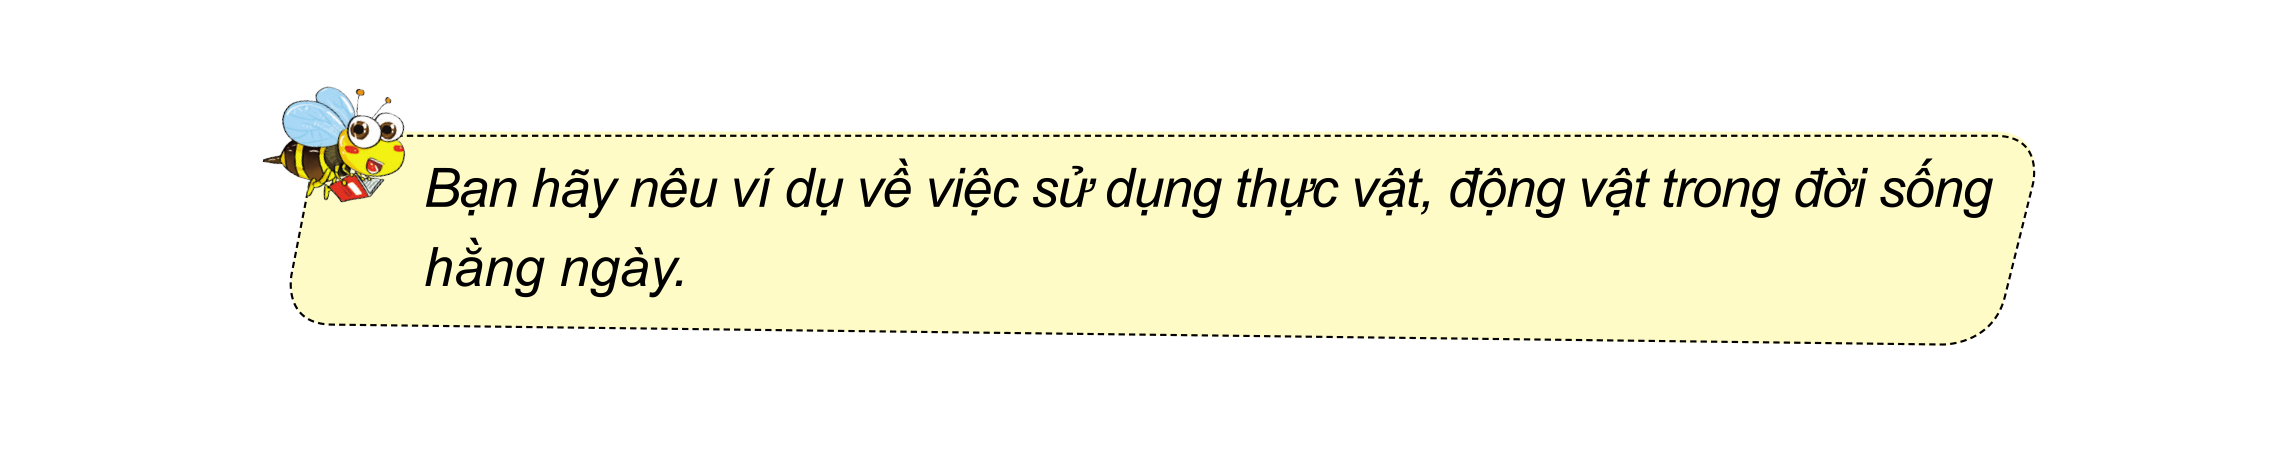 Bạn hãy nêu ví dụ về việc sử dụng thực vật, động vật trong đời sống
hằng ngày.